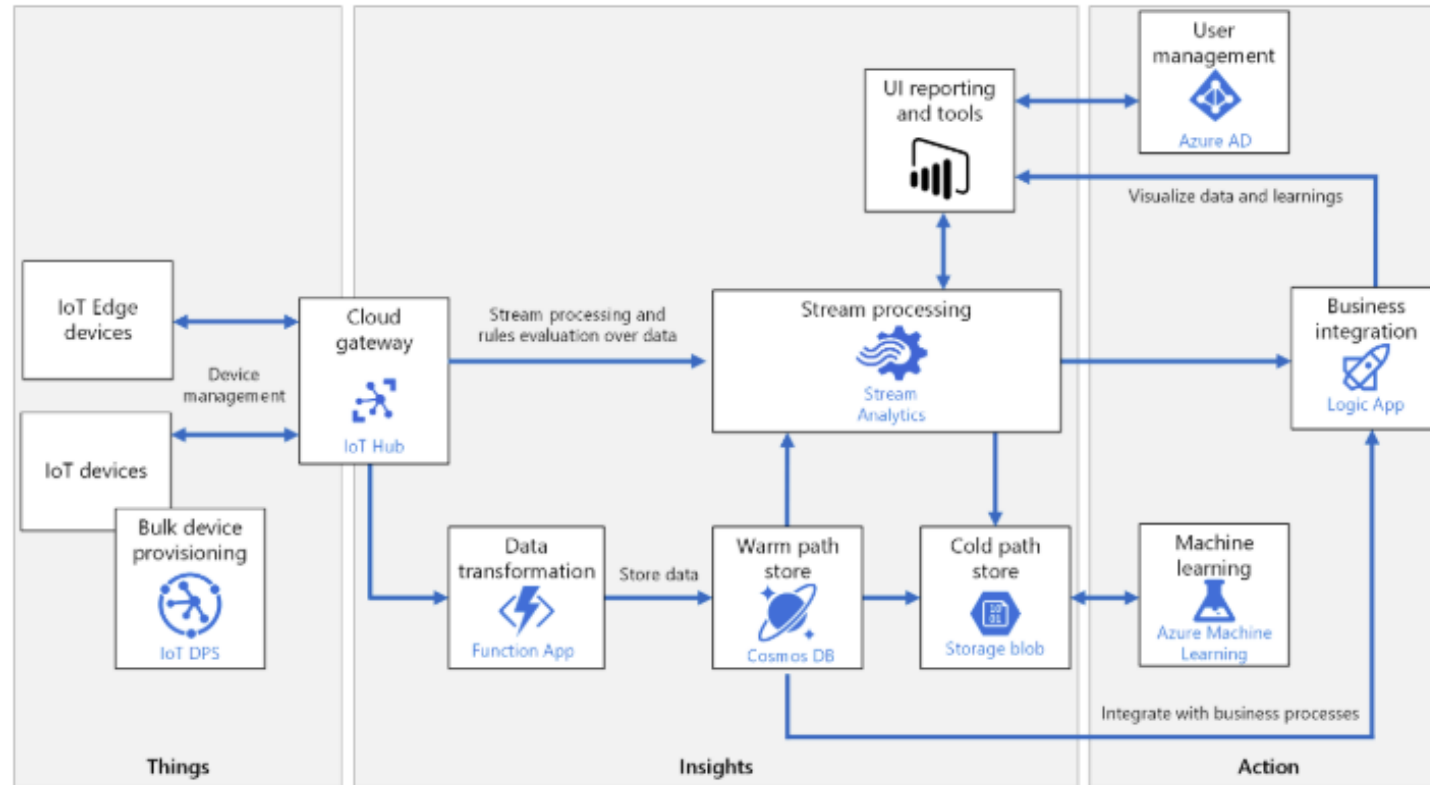 User
management
Azure AD
UI reporting
and tools
Visualize data and learnings
IoT Edge
devices
Cloud
gateway
IoT Hub
Stream processing and
rules evaluation over data
Stream processing
Stream
Analytics
Business
integration
Logic App
Device
management
IoT devices
Bulk device
provisioning
IoT DPS
Data
transformation
Function App
Store data
Warm path
store
Cosmos DB
Cold path
store
10
01
Storage blob
Machine
learning
Azure Machine
Learning
Integrate with business processes
Things
Insights
Action